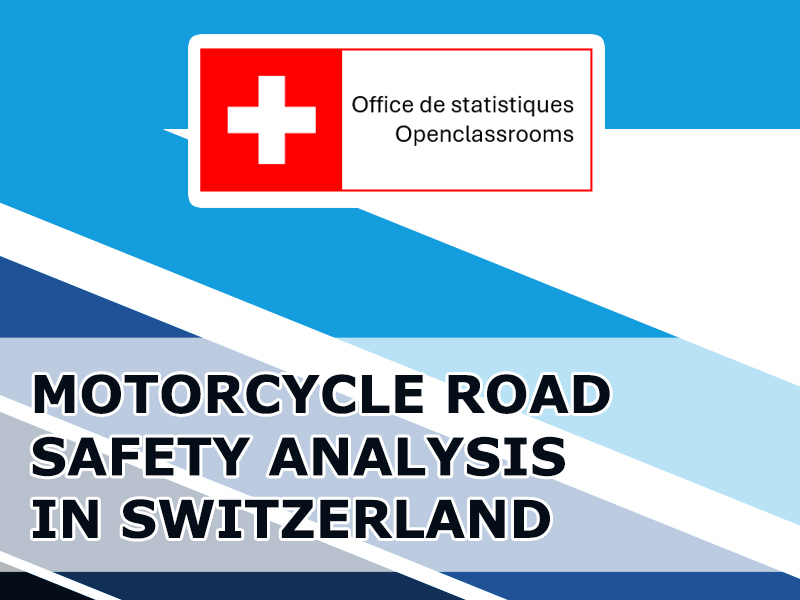 Office de statistiques
Openclassrooms
MOTORCYCLE ROAD
SAFETY ANALYSIS
IN SWITZERLAND